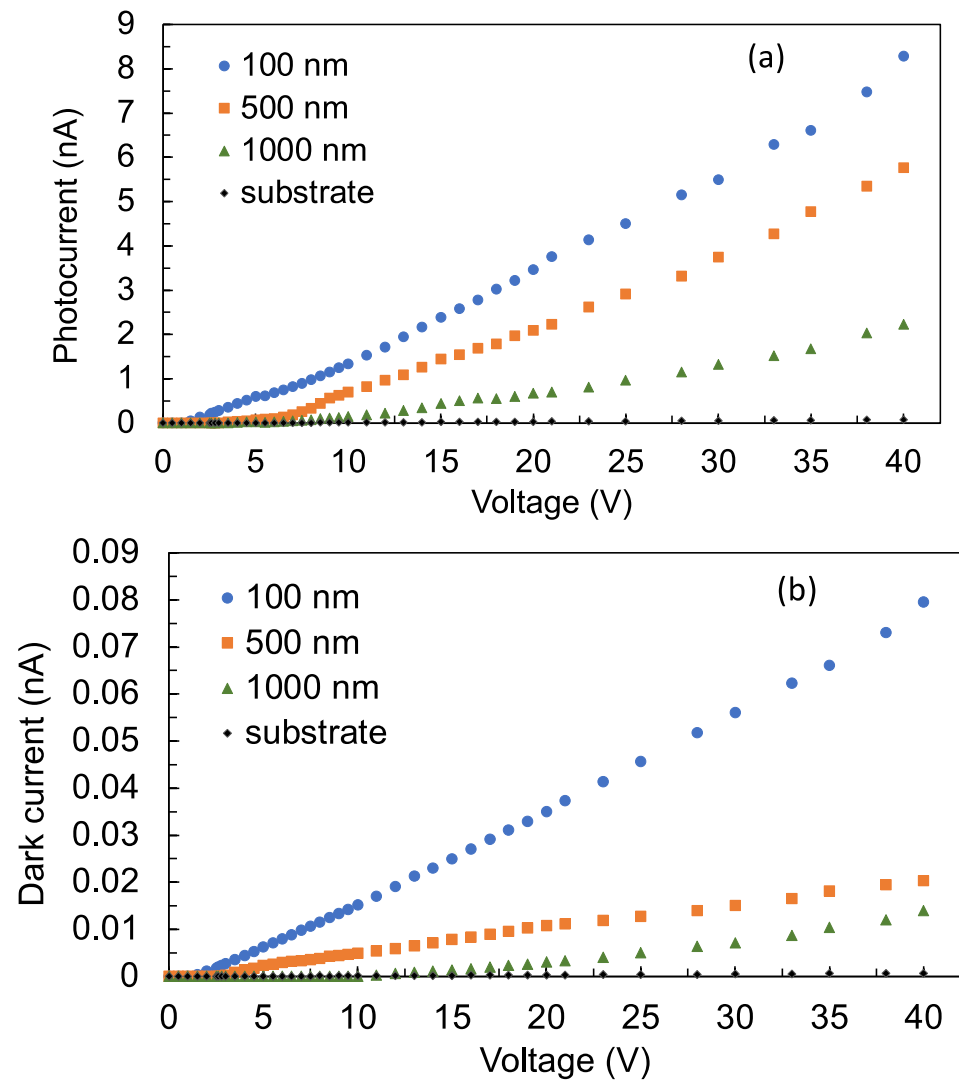 (a)
100 nm
500 nm
1000 nm
substrate
Photocurrent (nA)
9
8
7
6
5
4
3
2
1
0
0 5 10 15 20 25 30 35 40
Voltage (V)
(b)
100 nm
500 nm
1000 nm
substrate
Dark current (nA)
0.09
0.08
0.07
0.06
0.05
0.04
0.03
0.02
0.01
0
0 5 10 15 20 25 30 35 40
Voltage (V)